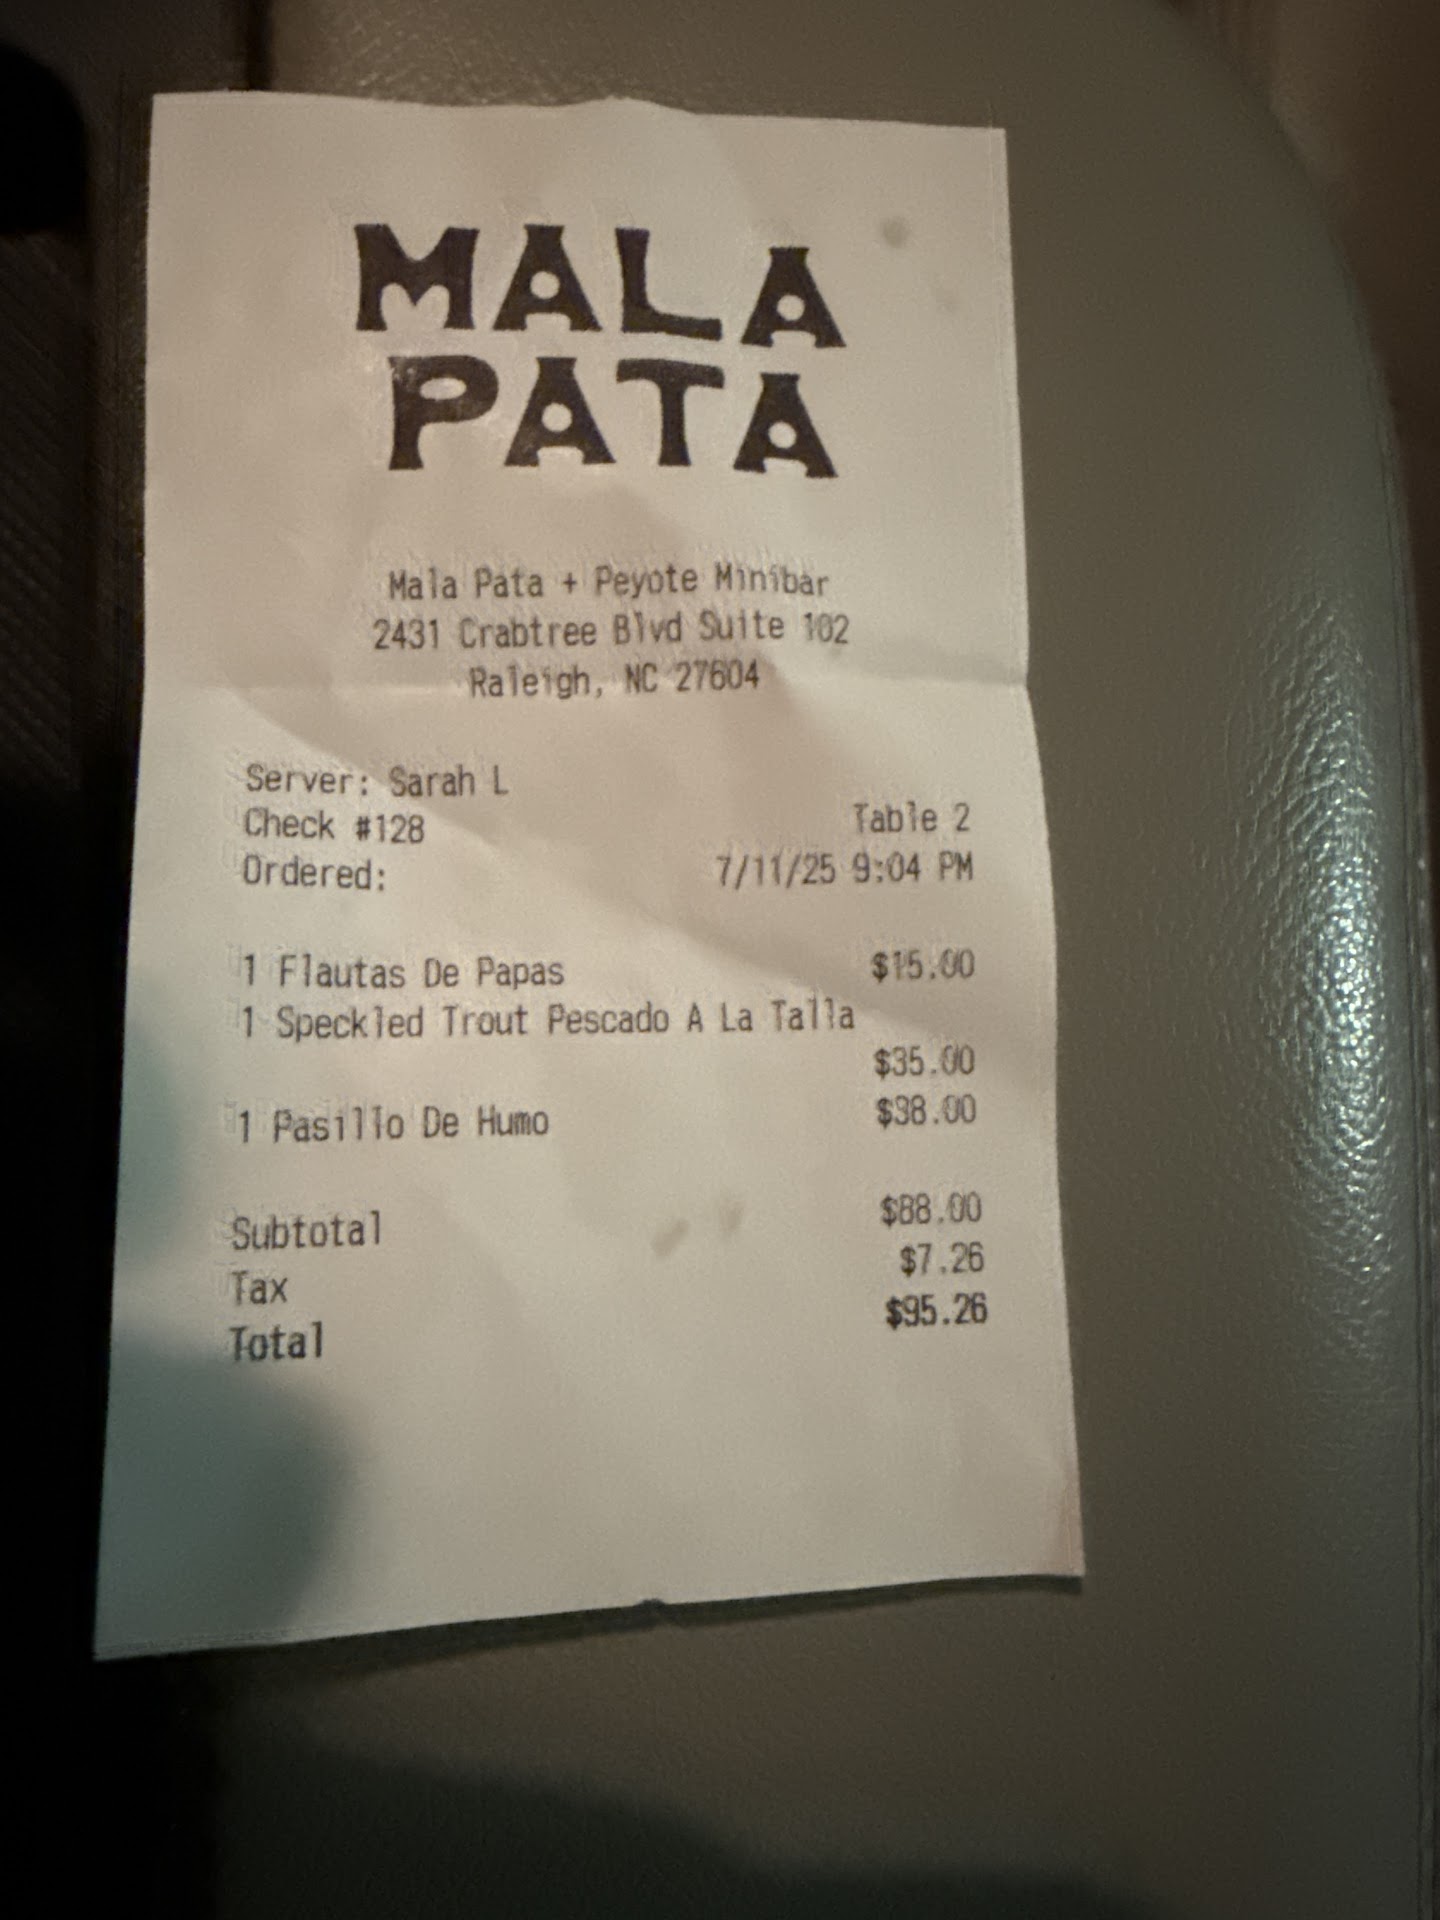 MALA
PATA
Mala Pata + Peyote Minibar
2431 Crabtree Blvd Suite 102
Raleigh, NC 27604
Server: Sarah L
Check #128 Table 2
Ordered: 7/11/25 9:04 PM
1 Flautas De Papas $15.00
1 Speckled Trout Pescado A La Talla
$35.00
1 Pasillo De Humo $38.00
Subtotal $88.00
Tax $7.26
Total $95.26